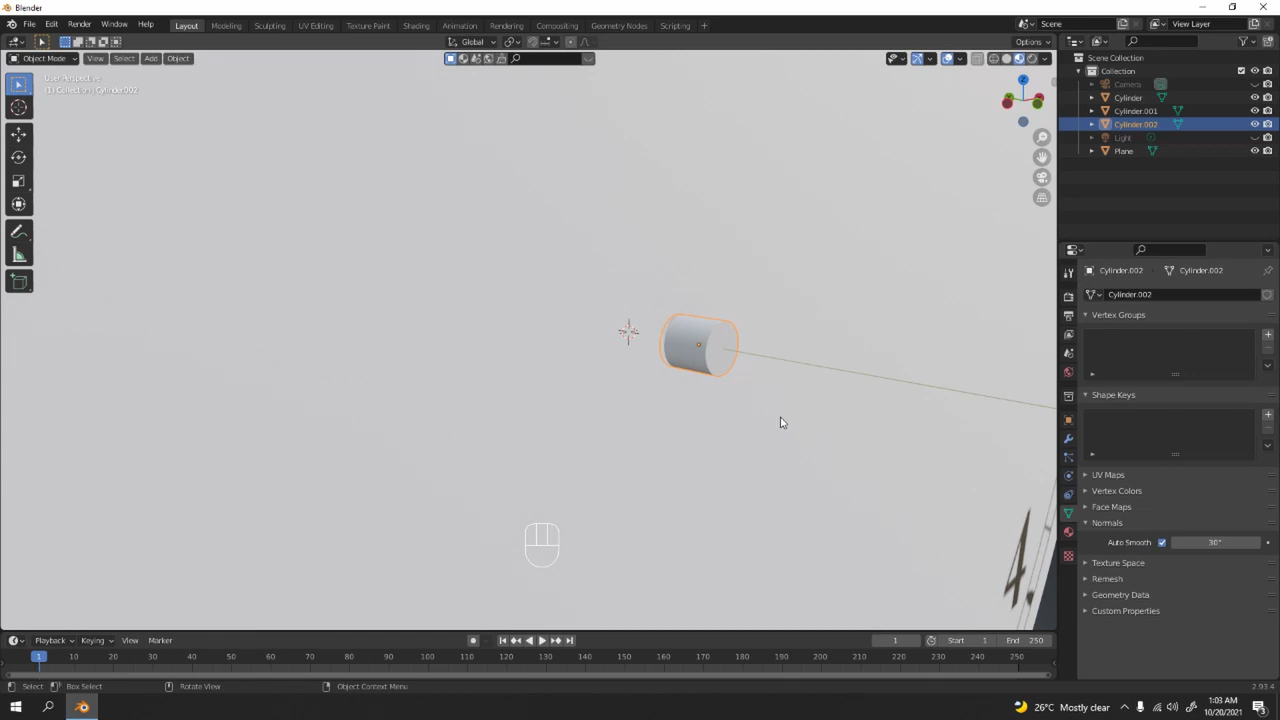 Blender
File Edit Render Window Help
Layout Modeling Sculpting UV Editing Texture Paint Shading Animation Rendering Compositing Geometry Nodes Scripting +
Scene
View Layer
Global
Options
Object Mode View Select Add Object
User Perspective
(1) Collection | Cylinder.002
Z
Scene Collection
Collection
Camera
Cylinder
Cylinder.001
Cylinder.002
Light
Plane
Cylinder.002 Cylinder.002
Cylinder.002
Vertex Groups
Shape Keys
UV Maps
Vertex Colors
Face Maps
Normals
Auto Smooth 30°
Texture Space
Remesh
Geometry Data
Custom Properties
4
Playback Keying View Marker
1 Start 1 End 250
1 10 20 30 40 50 60 70 80 90 100 110 120 130 140 150 160 170 180 190 200 210 220 230 240 250
Select Box Select Rotate View Object Context Menu
2.93.4
26°C Mostly clear
1:03 AM
10/20/2021
3